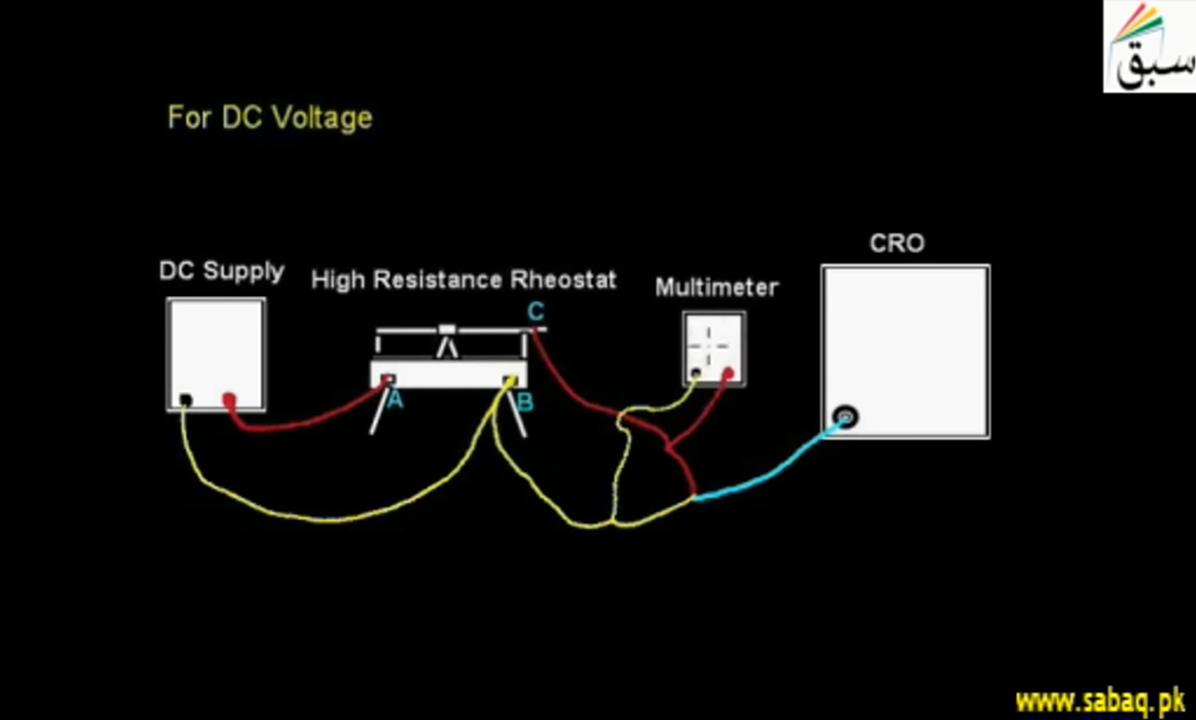 سبق
For DC Voltage
CRO
DC Supply
High Resistance Rheostat
Multimeter
C
A
B
www.sabaq.pk